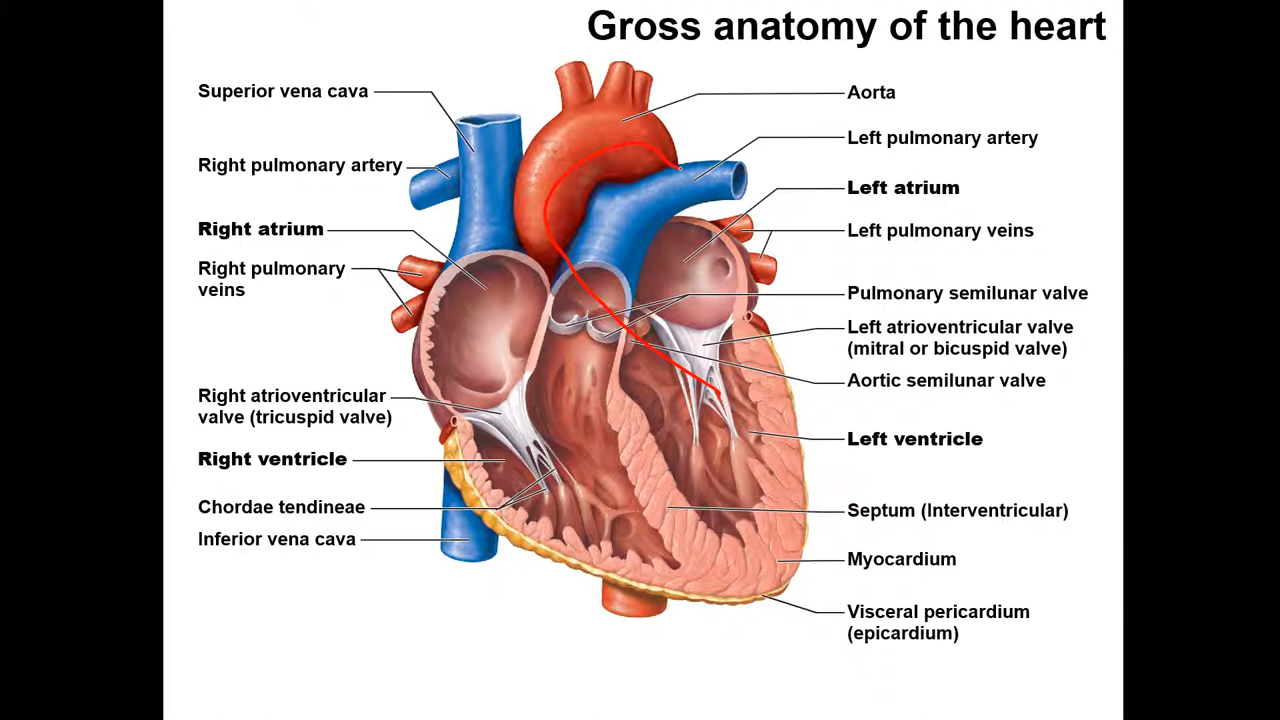 Gross anatomy of the heart
Superior vena cava
Right pulmonary artery
Right atrium
Right pulmonary
veins
Right atrioventricular
valve (tricuspid valve)
Right ventricle
Chordae tendineae
Inferior vena cava
Aorta
Left pulmonary artery
Left atrium
Left pulmonary veins
Pulmonary semilunar valve
Left atrioventricular valve
(mitral or bicuspid valve)
Aortic semilunar valve
Left ventricle
Septum (Interventricular)
Myocardium
Visceral pericardium
(epicardium)